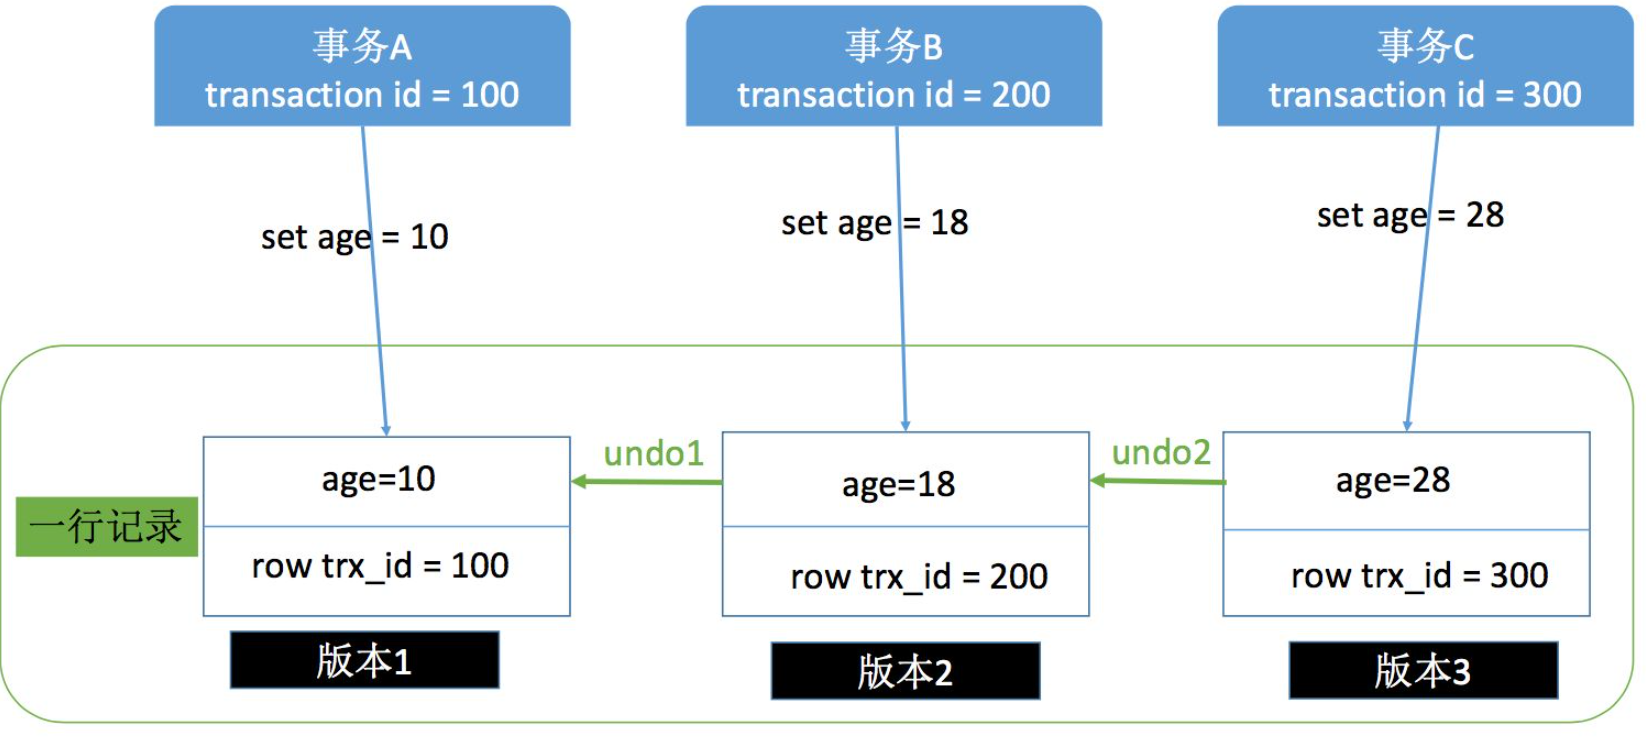 事务A
transaction id = 100
事务B
transaction id = 200
事务C
transaction id = 300
set age = 10
set age = 18
set age = 28
undo1
undo2
age=10
age=18
age=28
一行记录
row trx_id = 100
row trx_id = 200
row trx_id = 300
版本1
版本2
版本3